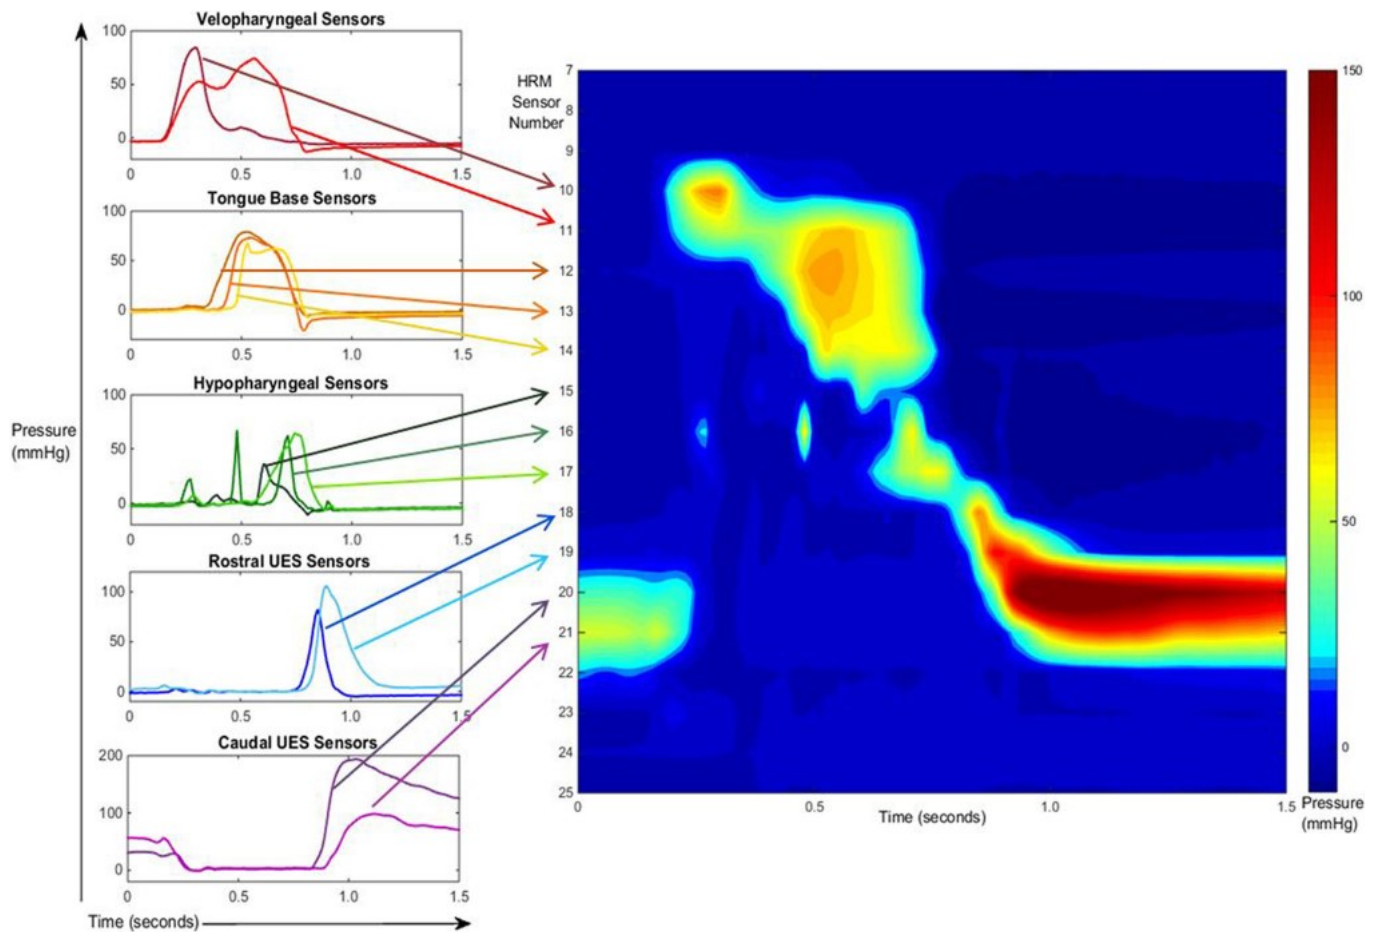 Velopharyngeal Sensors
100
50
0
0 0.5 1.0 1.5
Tongue Base Sensors
100
50
0
0 0.5 1.0 1.5
Hypopharyngeal Sensors
100
50
0
0 0.5 1.0 1.5
Rostral UES Sensors
100
50
0
0 0.5 1.0 1.5
Caudal UES Sensors
200
100
0
0 0.5 1.0 1.5
Pressure
(mmHg)
Time (seconds)
HRM
Sensor
Number
7
8
9
10
11
12
13
14
15
16
17
18
19
20
21
22
23
24
25
0 0.5 1.0 1.5
Time (seconds)
150
100
50
0
Pressure
(mmHg)